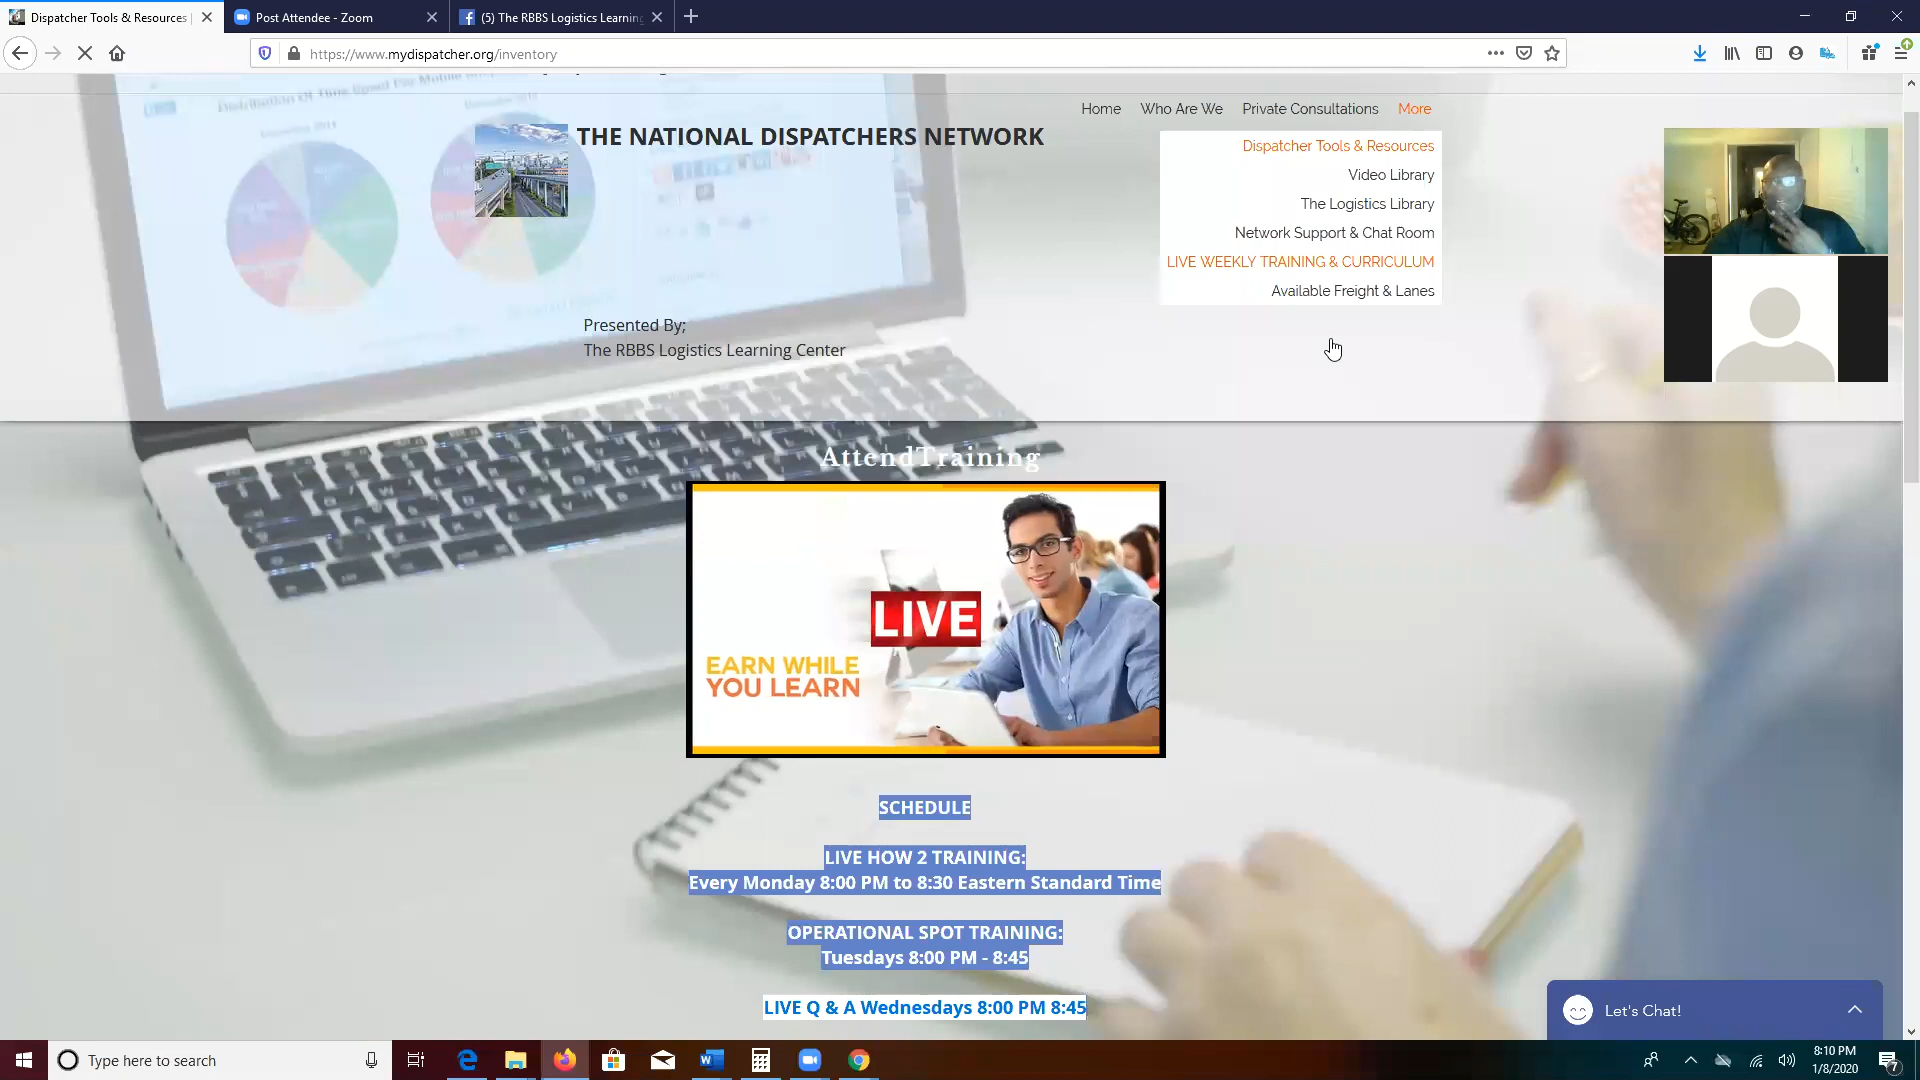 Dispatcher Tools & Resources |
Post Attendee - Zoom
(5) The RBBS Logistics Learning
https://www.mydispatcher.org/inventory
Home Who Are We Private Consultations More
THE NATIONAL DISPATCHERS NETWORK
Dispatcher Tools & Resources
Video Library
The Logistics Library
Network Support & Chat Room
LIVE WEEKLY TRAINING & CURRICULUM
Available Freight & Lanes
Presented By;
The RBBS Logistics Learning Center
AttendTraining
LIVE
EARN WHILE
YOU LEARN
SCHEDULE
LIVE HOW 2 TRAINING:
Every Monday 8:00 PM to 8:30 Eastern Standard Time
OPERATIONAL SPOT TRAINING:
Tuesdays 8:00 PM - 8:45
LIVE Q & A Wednesdays 8:00 PM 8:45
Let's Chat!
Type here to search
8:10 PM
1/8/2020
7